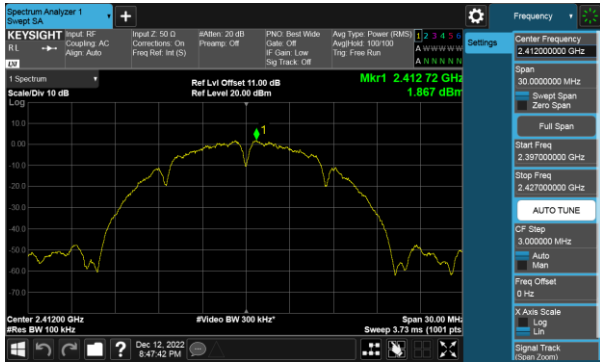 Spectrum Analyzer 1
Swept SA
+
Frequency
KEYSIGHT
RL
LW
Input: RF
Coupling: AC
Align: Auto
Input Z: 50 Ω
Corrections: On
Freq Ref: Int (S)
#Atten: 20 dB
Preamp: Off
PNO: Best Wide
Gate: Off
IF Gain: Low
Sig Track: Off
Avg Type: Power (RMS)
Avg|Hold: 100/100
Trig: Free Run
1 2 3 4 5 6
A W W W W W
A N N N N N
Settings
1 Spectrum
Scale/Div 10 dB
Log
Ref Lvl Offset 11.00 dB
Ref Level 20.00 dBm
Mkr1 2.412 72 GHz
1.867 dBm
10.0
0.00
-10.0
-20.0
-30.0
-40.0
-50.0
-60.0
-70.0
1
Center 2.41200 GHz
#Res BW 100 kHz
#Video BW 300 kHz*
Span 30.00 MHz
Sweep 3.73 ms (1001 pts)
Dec 12, 2022
8:47:42 PM
?
Center Frequency
2.412000000 GHz
Span
30.0000000 MHz
Swept Span
Zero Span
Full Span
Start Freq
2.397000000 GHz
Stop Freq
2.427000000 GHz
AUTO TUNE
CF Step
3.000000 MHz
Auto
Man
Freq Offset
0 Hz
X Axis Scale
Log
Lin
Signal Track
(Span Zoom)